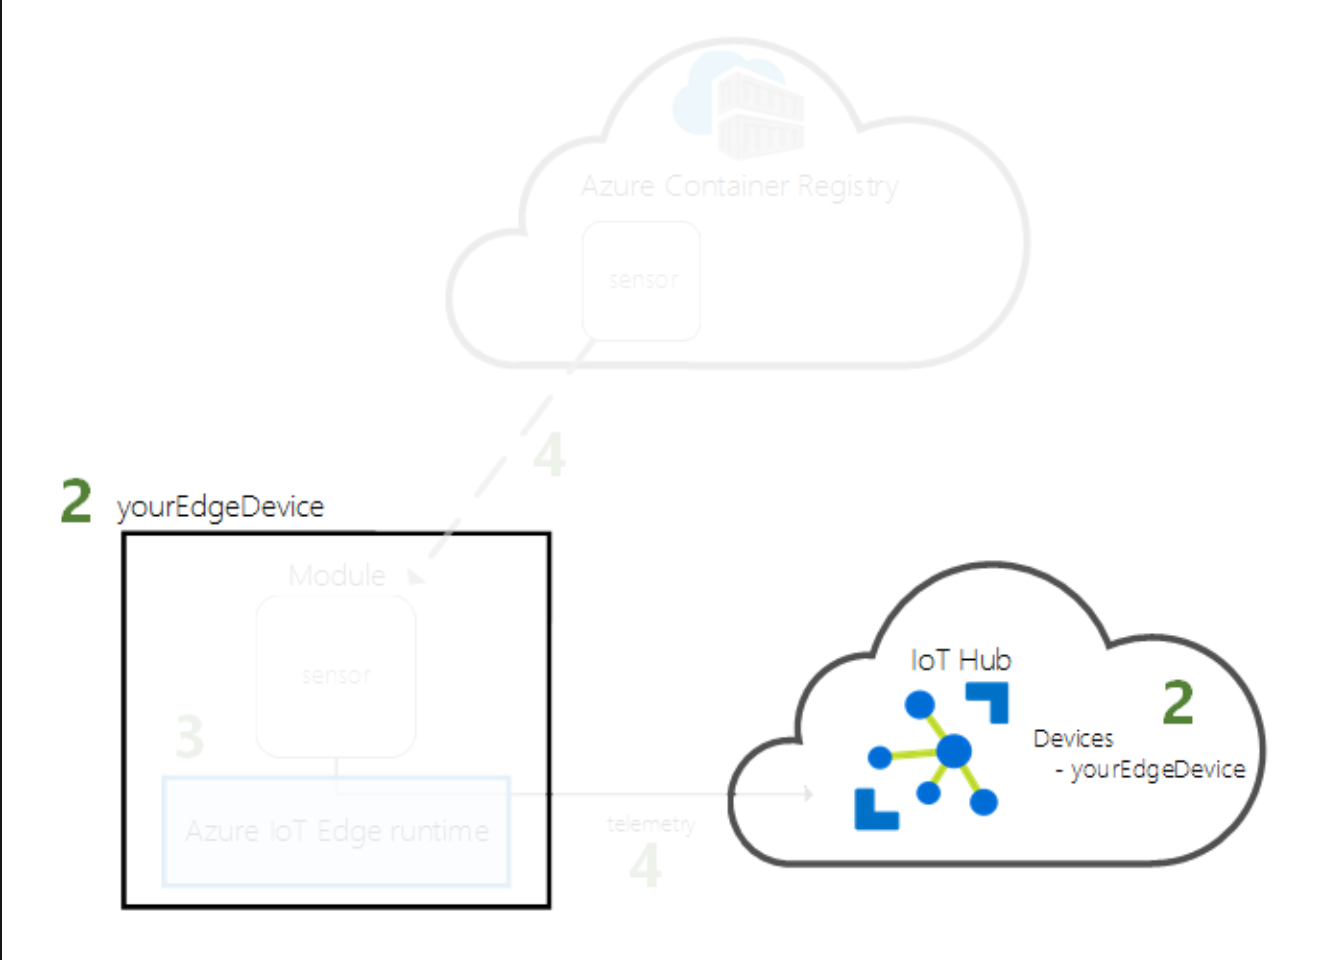 Azure Container Registry
sensor
4
2 yourEdgeDevice
Module
sensor
3
Azure IoT Edge runtime
telemetry
4
IoT Hub
2
Devices
- yourEdgeDevice